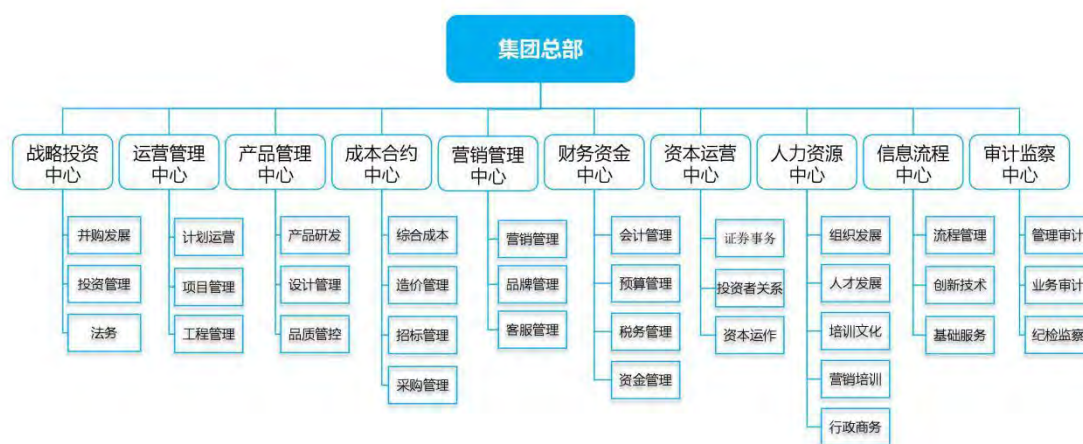 集团总部
战略投资
中心
运营管理
中心
产品管理
中心
成本合约
中心
营销管理
中心
财务资金
中心
资本运营
中心
人力资源
中心
信息流程
中心
审计监察
中心
并购发展
投资管理
法务
计划运营
项目管理
工程管理
产品研发
设计管理
品质管控
综合成本
造价管理
招标管理
采购管理
营销管理
品牌管理
客服管理
会计管理
预算管理
税务管理
资金管理
证券事务
投资者关系
资本运作
组织发展
人才发展
培训文化
营销培训
行政商务
流程管理
创新技术
基础服务
管理审计
业务审计
纪检监察